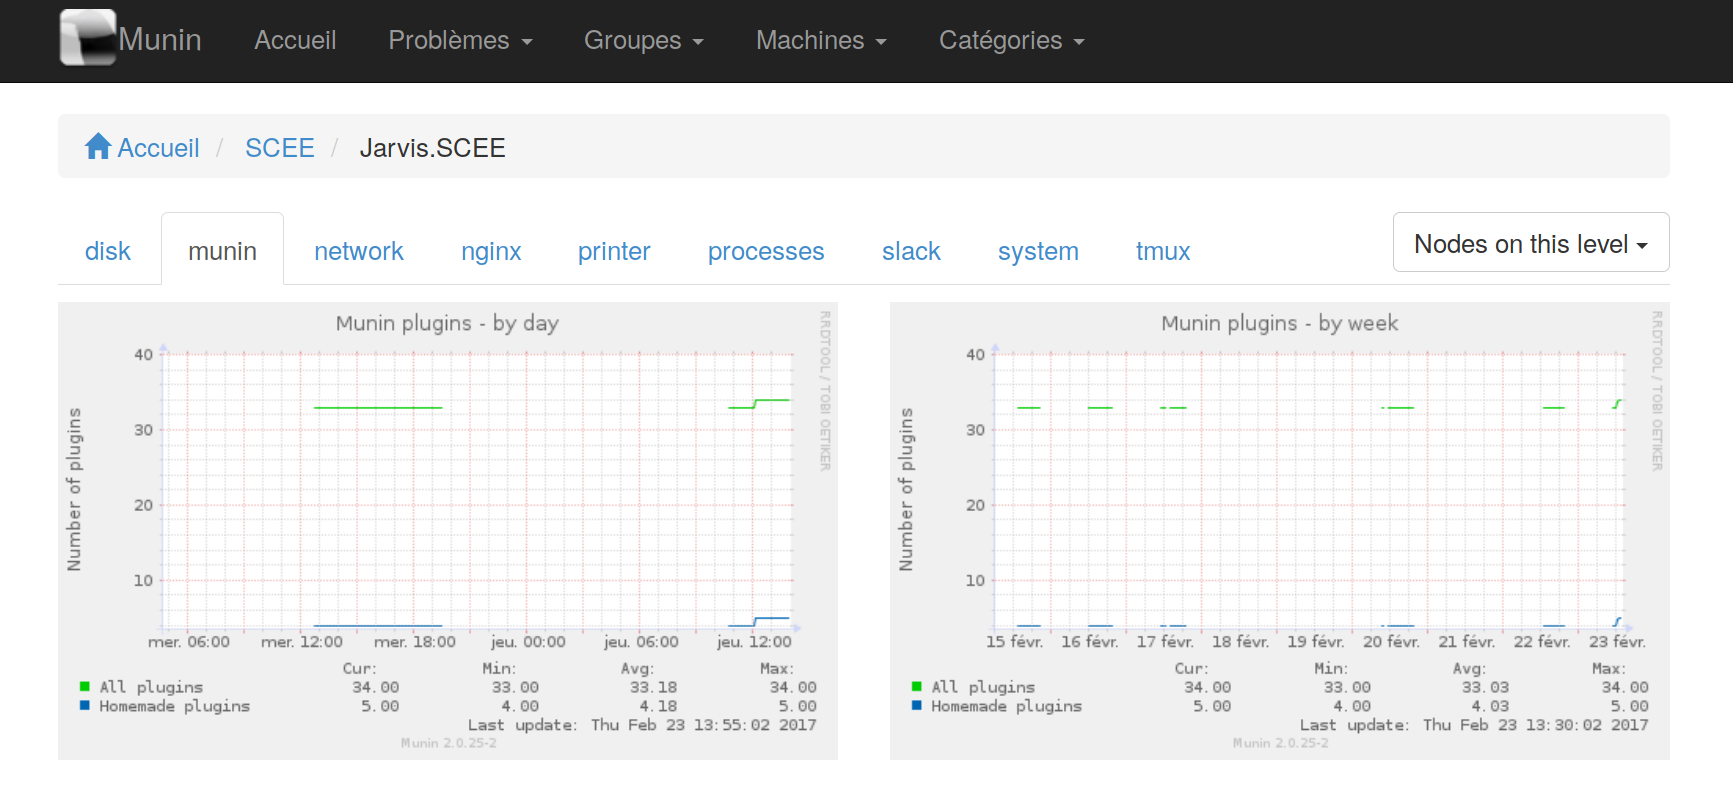 Munin Accueil Problèmes Groupes Machines Catégories
Accueil / SCEE / Jarvis.SCEE
disk munin network nginx printer processes slack system tmux Nodes on this level
Munin plugins - by day
RRDTOOL / TOBI OETIKER
Number of plugins
40
30
20
10
mer. 06:00 mer. 12:00 mer. 18:00 jeu. 00:00 jeu. 06:00 jeu. 12:00
Cur: Min: Avg: Max:
All plugins 34.00 33.00 33.18 34.00
Homemade plugins 5.00 4.00 4.18 5.00
Last update: Thu Feb 23 13:55:02 2017
Munin 2.0.25-2
Munin plugins - by week
RRDTOOL / TOBI OETIKER
Number of plugins
40
30
20
10
15 févr. 16 févr. 17 févr. 18 févr. 19 févr. 20 févr. 21 févr. 22 févr. 23 févr.
Cur: Min: Avg: Max:
All plugins 34.00 33.00 33.03 34.00
Homemade plugins 5.00 4.00 4.03 5.00
Last update: Thu Feb 23 13:30:02 2017
Munin 2.0.25-2